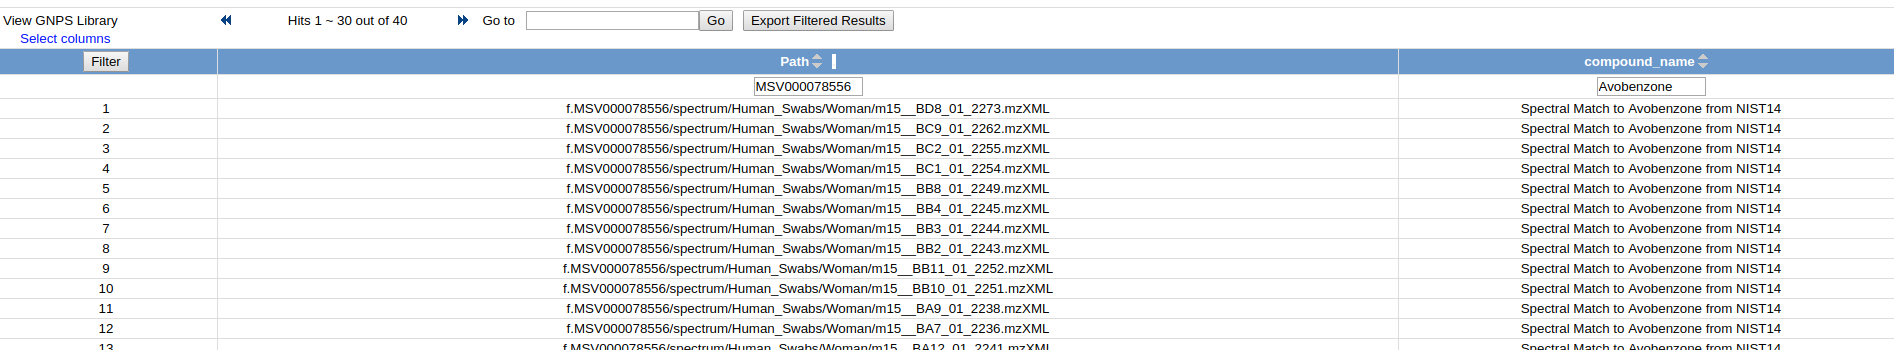 View GNPS Library Hits 1 ~ 30 out of 40 Go to Go Export Filtered Results
Select columns
Filter Path compound_name
MSV000078556 Avobenzone
1 f.MSV000078556/spectrum/Human_Swabs/Woman/m15__BD8_01_2273.mzXML Spectral Match to Avobenzone from NIST14
2 f.MSV000078556/spectrum/Human_Swabs/Woman/m15__BC9_01_2262.mzXML Spectral Match to Avobenzone from NIST14
3 f.MSV000078556/spectrum/Human_Swabs/Woman/m15__BC2_01_2255.mzXML Spectral Match to Avobenzone from NIST14
4 f.MSV000078556/spectrum/Human_Swabs/Woman/m15__BC1_01_2254.mzXML Spectral Match to Avobenzone from NIST14
5 f.MSV000078556/spectrum/Human_Swabs/Woman/m15__BB8_01_2249.mzXML Spectral Match to Avobenzone from NIST14
6 f.MSV000078556/spectrum/Human_Swabs/Woman/m15__BB4_01_2245.mzXML Spectral Match to Avobenzone from NIST14
7 f.MSV000078556/spectrum/Human_Swabs/Woman/m15__BB3_01_2244.mzXML Spectral Match to Avobenzone from NIST14
8 f.MSV000078556/spectrum/Human_Swabs/Woman/m15__BB2_01_2243.mzXML Spectral Match to Avobenzone from NIST14
9 f.MSV000078556/spectrum/Human_Swabs/Woman/m15__BB11_01_2252.mzXML Spectral Match to Avobenzone from NIST14
10 f.MSV000078556/spectrum/Human_Swabs/Woman/m15__BB10_01_2251.mzXML Spectral Match to Avobenzone from NIST14
11 f.MSV000078556/spectrum/Human_Swabs/Woman/m15__BA9_01_2238.mzXML Spectral Match to Avobenzone from NIST14
12 f.MSV000078556/spectrum/Human_Swabs/Woman/m15__BA7_01_2236.mzXML Spectral Match to Avobenzone from NIST14
13 f.MSV000078556/spectrum/Human_Swabs/Woman/m15__BA12_01_2241.mzXML Spectral Match to Avobenzone from NIST14